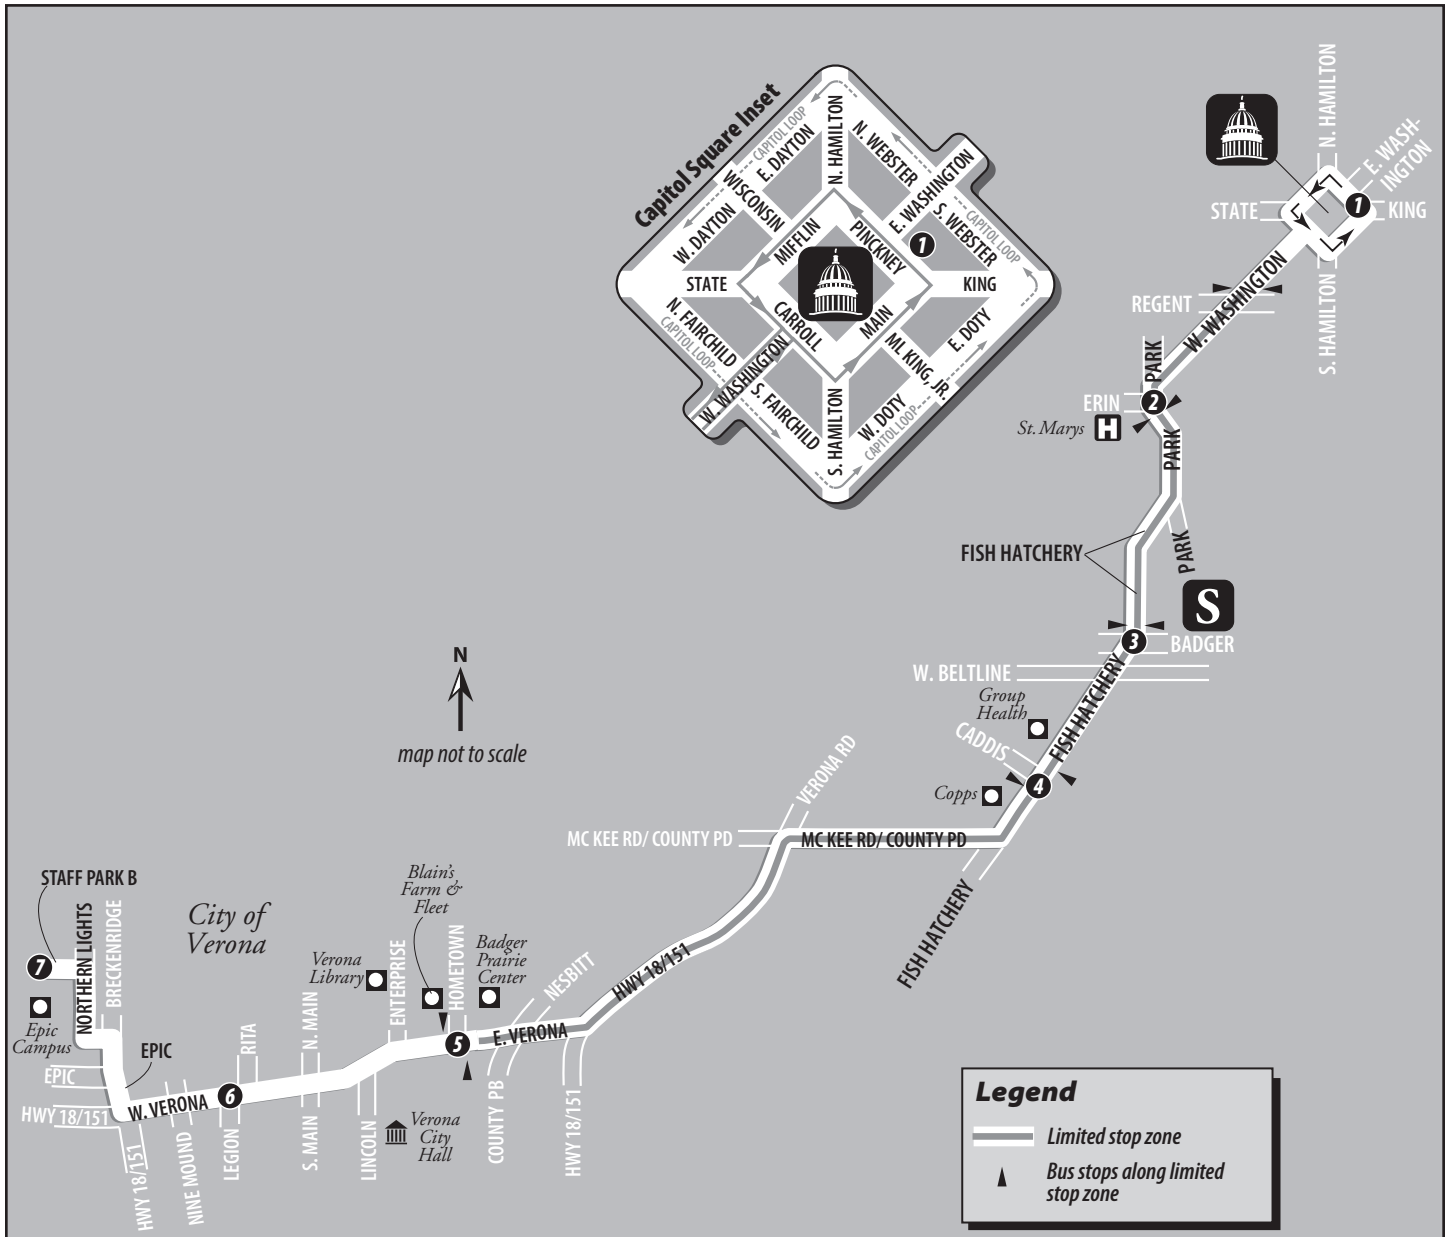 Capitol Square Inset
CAPITOL LOOP
E. DAYTON
N. HAMILTON
N. WEBSTER
E. WASHINGTON
WISCONSIN
W. DAYTON
MIFFLIN
PINCKNEY
S. WEBSTER
CAPITOL LOOP
1
STATE
KING
N. FAIRCHILD
CAPITOL LOOP
CARROLL
MAIN
E. DOTY
ML KING, JR.
W. WASHINGTON
S. FAIRCHILD
S. HAMILTON
W. DOTY
CAPITOL LOOP
N. HAMILTON
E. WASH-
INGTON
STATE
1
KING
REGENT
W. WASHINGTON
S. HAMILTON
PARK
ERIN
2
St. Marys
H
PARK
FISH HATCHERY
PARK
S
3
BADGER
W. BELTLINE
Group
Health
FISH HATCHERY
CADDIS
Copps
4
N
map not to scale
VERONA RD
MC KEE RD/ COUNTY PD
MC KEE RD/ COUNTY PD
FISH HATCHERY
HWY 18/151
STAFF PARK B
City of
Verona
Blain's
Farm &
Fleet
NORTHERN LIGHTS
BRECKENRIDGE
7
Epic
Campus
Verona
Library
ENTERPRISE
HOMETOWN
Badger
Prairie
Center
NESBITT
N. MAIN
RITA
5
E. VERONA
EPIC
EPIC
HWY 18/151
W. VERONA
6
HWY 18/151
NINE MOUND
LEGION
S. MAIN
LINCOLN
Verona
City
Hall
COUNTY PB
HWY 18/151
Legend
Limited stop zone
Bus stops along limited
stop zone